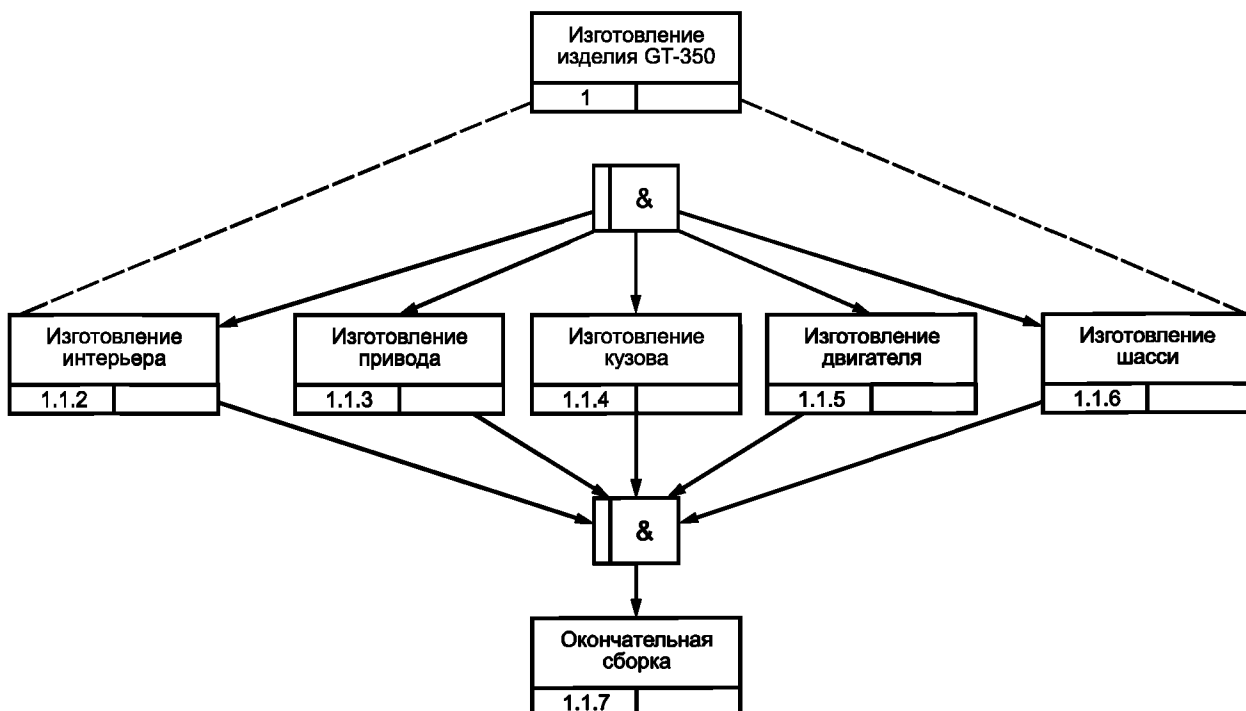 Изготовление
изделия GT-350
1
&
Изготовление
интерьера
1.1.2
Изготовление
привода
1.1.3
Изготовление
кузова
1.1.4
Изготовление
двигателя
1.1.5
Изготовление
шасси
1.1.6
&
Окончательная
сборка
1.1.7